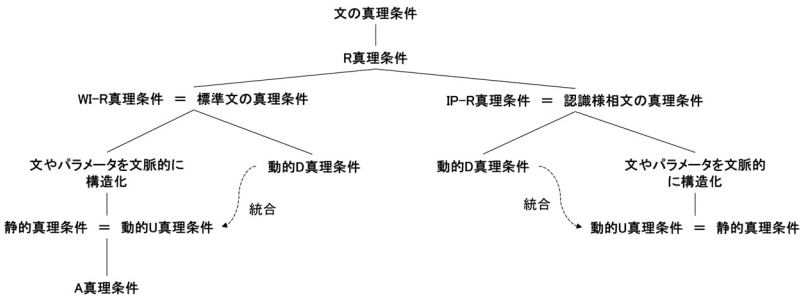 文の真理条件
R真理条件
WI-R真理条件 = 標準文の真理条件
IP-R真理条件 = 認識様相文の真理条件
文やパラメータを文脈的に
構造化
動的D真理条件
動的D真理条件
文やパラメータを文脈的
に構造化
統合
統合
静的真理条件 = 動的U真理条件
動的U真理条件 = 静的真理条件
A真理条件